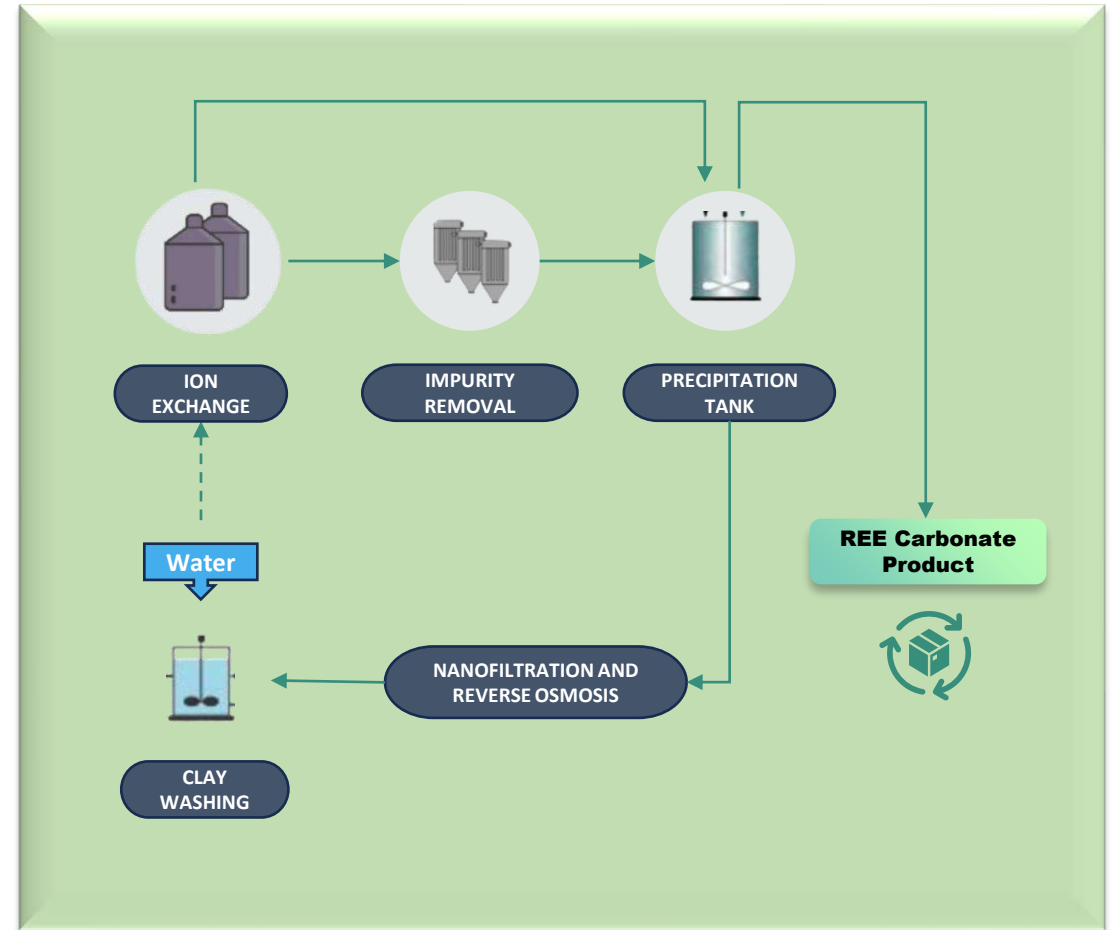 ION
EXCHANGE
IMPURITY
REMOVAL
PRECIPITATION
TANK
Water
REE Carbonate
Product
NANOFILTRATION AND
REVERSE OSMOSIS
CLAY
WASHING